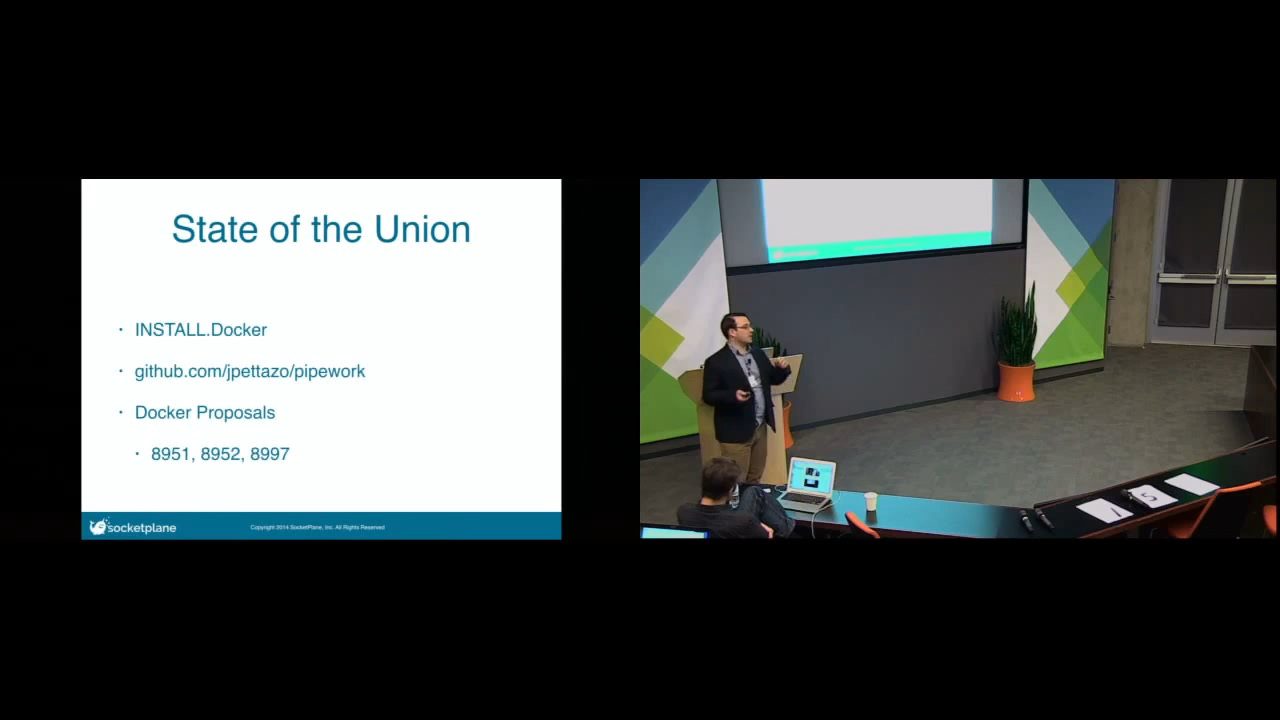 State of the Union
· INSTALL.Docker
· github.com/jpettazo/pipework
· Docker Proposals
· 8951, 8952, 8997
socketplane
Copyright 2014 SocketPlane, Inc. All Rights Reserved